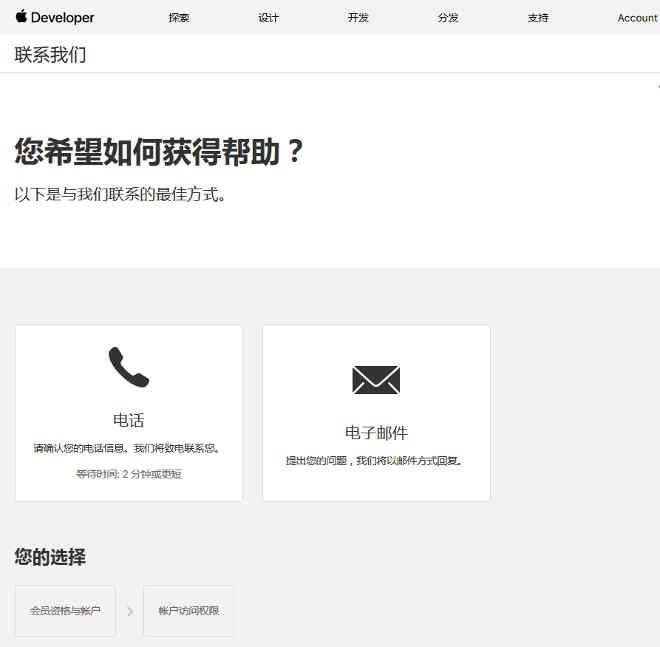 Developer
探索
设计
开发
分发
支持
Account
联系我们
您希望如何获得帮助？
以下是与我们联系的最佳方式。
电话
请确认您的电话信息。我们将致电联系您。
等待时间: 2 分钟或更短
电子邮件
提出您的问题，我们将以邮件方式回复。
您的选择
会员资格与帐户
帐户访问权限